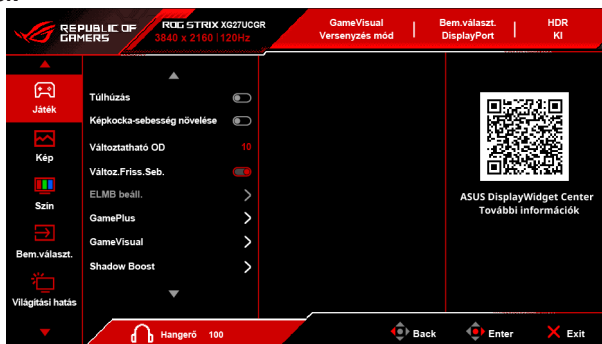 REPUBLIC OF
GAMERS
ROG STRIX XG27UCGR
3840 x 2160 120Hz
GameVisual
Versenyzés mód
Bem.választ.
DisplayPort
HDR
KI
Játék
Kép
Szín
Bem.választ.
Világítási hatás
Túlhúzás
Képkocka-sebesség növelése
Változtatható OD 10
Változ.Friss.Seb.
ELMB beáll.
GamePlus
GameVisual
Shadow Boost
ASUS DisplayWidget Center
További információk
Hangerő 100
Back
Enter
Exit